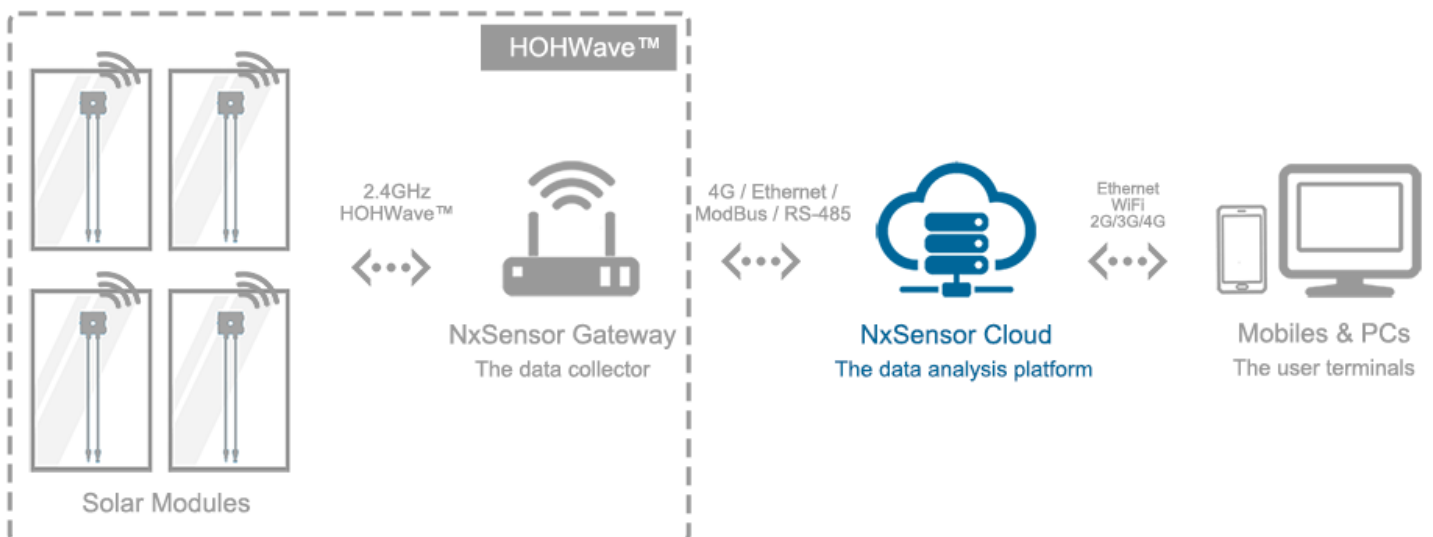 HOHWave™
2.4GHz
HOHWave™
4G / Ethernet /
ModBus / RS-485
Ethernet
WiFi
2G/3G/4G
Solar Modules
NxSensor Gateway
The data collector
NxSensor Cloud
The data analysis platform
Mobiles & PCs
The user terminals